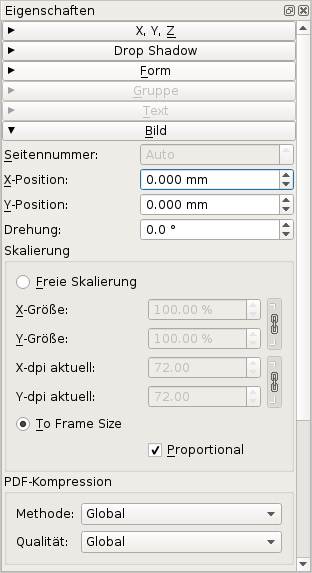 Eigenschaften
X, Y, Z
Drop Shadow
Form
Gruppe
Text
Bild
Seitennummer: Auto
X-Position: 0.000 mm
Y-Position: 0.000 mm
Drehung: 0.0 °
Skalierung
Freie Skalierung
X-Größe: 100.00 %
Y-Größe: 100.00 %
X-dpi aktuell: 72.00
Y-dpi aktuell: 72.00
To Frame Size
Proportional
PDF-Kompression
Methode: Global
Qualität: Global